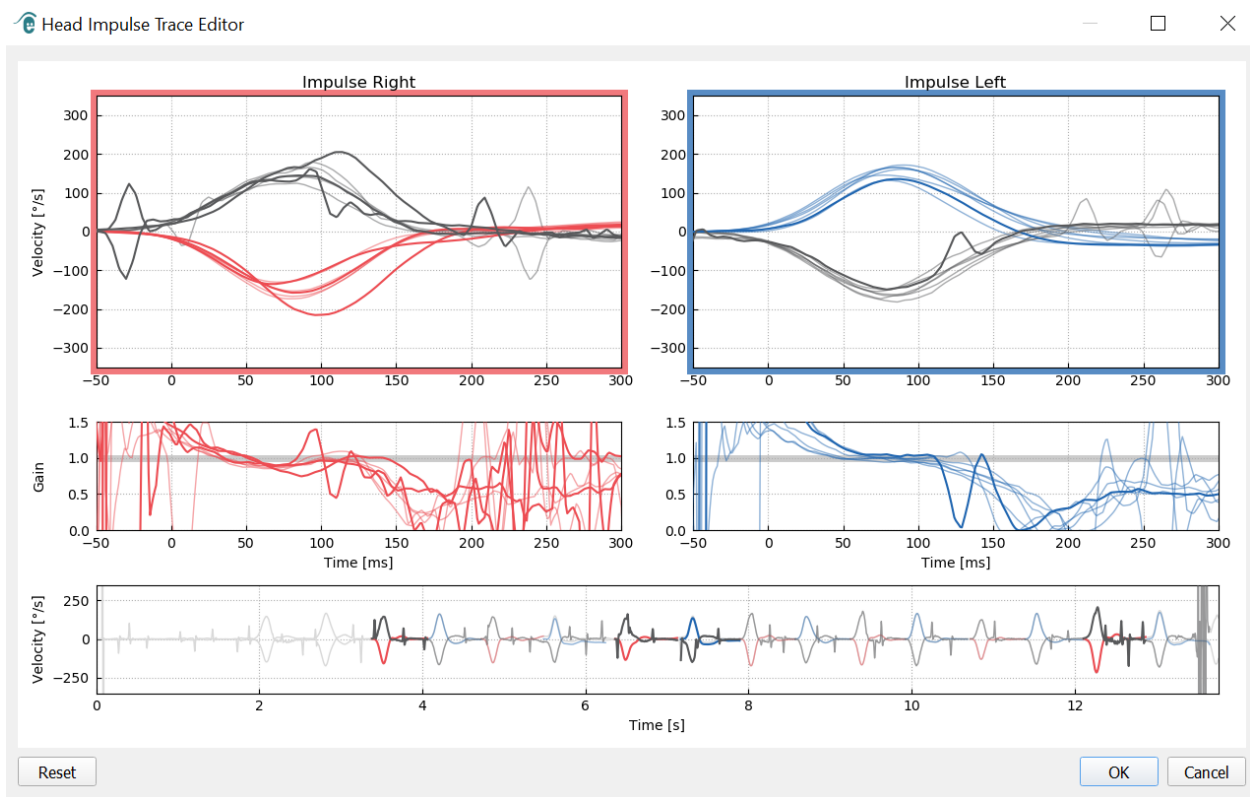 Head Impulse Trace Editor
Impulse Right
Impulse Left
Velocity [°/s]
300
200
100
0
−100
−200
−300
−50 0 50 100 150 200 250 300
300
200
100
0
−100
−200
−300
−50 0 50 100 150 200 250 300
Gain
1.5
1.0
0.5
0.0
−50 0 50 100 150 200 250 300
Time [ms]
1.5
1.0
0.5
0.0
−50 0 50 100 150 200 250 300
Time [ms]
Velocity [°/s]
250
0
−250
0 2 4 6 8 10 12
Time [s]
Reset
OK
Cancel